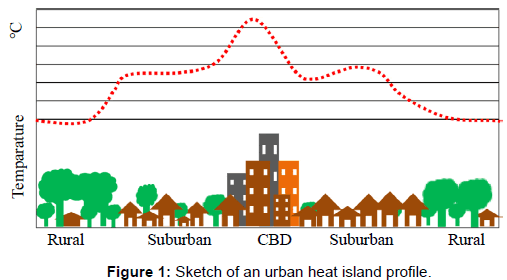 °C
Temparature
Rural Suburban CBD Suburban Rural
Figure 1: Sketch of an urban heat island profile.